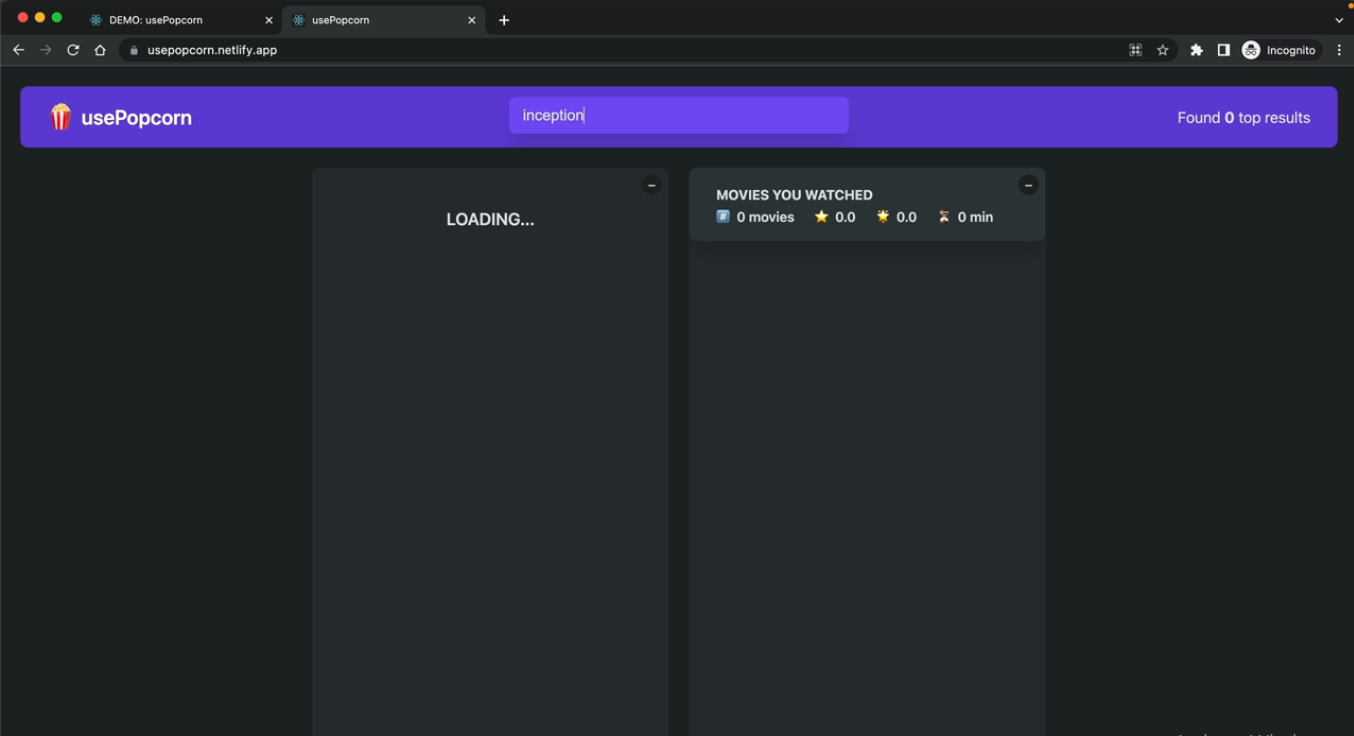 DEMO: usePopcorn
usePopcorn
usepopcorn.netlify.app
Incognito
usePopcorn
inception
Found 0 top results
LOADING...
MOVIES YOU WATCHED
# 0 movies 0.0 0.0 0 min